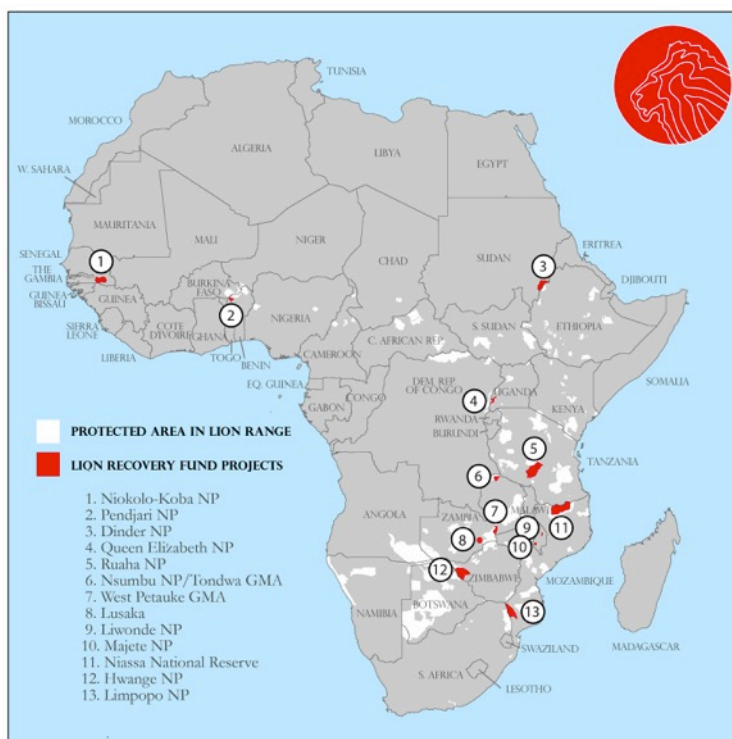 TUNISIA
MOROCCO
ALGERIA
LIBYA
EGYPT
W. SAHARA
MAURITANIA
MALI
NIGER
CHAD
SUDAN
ERITREA
SENEGAL
THE
GAMBIA
GUINEA
BISSAU
GUINEA
SIERRA
LEONE
LIBERIA
COTE
D'IVOIRE
BURKINA
FASO
GHANA
TOGO
BENIN
NIGERIA
CAMEROON
EQ. GUINEA
C. AFRICAN REP.
S. SUDAN
ETHIOPIA
DJIBOUTI
SOMALIA
GABON
CONGO
DEM. REP.
OF CONGO
UGANDA
KENYA
RWANDA
BURUNDI
TANZANIA
ANGOLA
ZAMBIA
MALAWI
MOZAMBIQUE
ZIMBABWE
NAMIBIA
BOTSWANA
SWAZILAND
MADAGASCAR
S. AFRICA
LESOTHO
1
2
3
4
5
6
7
8
9
10
11
12
13
PROTECTED AREA IN LION RANGE
LION RECOVERY FUND PROJECTS
1. Niokolo-Koba NP
2. Pendjari NP
3. Dinder NP
4. Queen Elizabeth NP
5. Ruaha NP
6. Nsumbu NP/Tondwa GMA
7. West Petauke GMA
8. Lusaka
9. Liwonde NP
10. Majete NP
11. Niassa National Reserve
12. Hwange NP
13. Limpopo NP